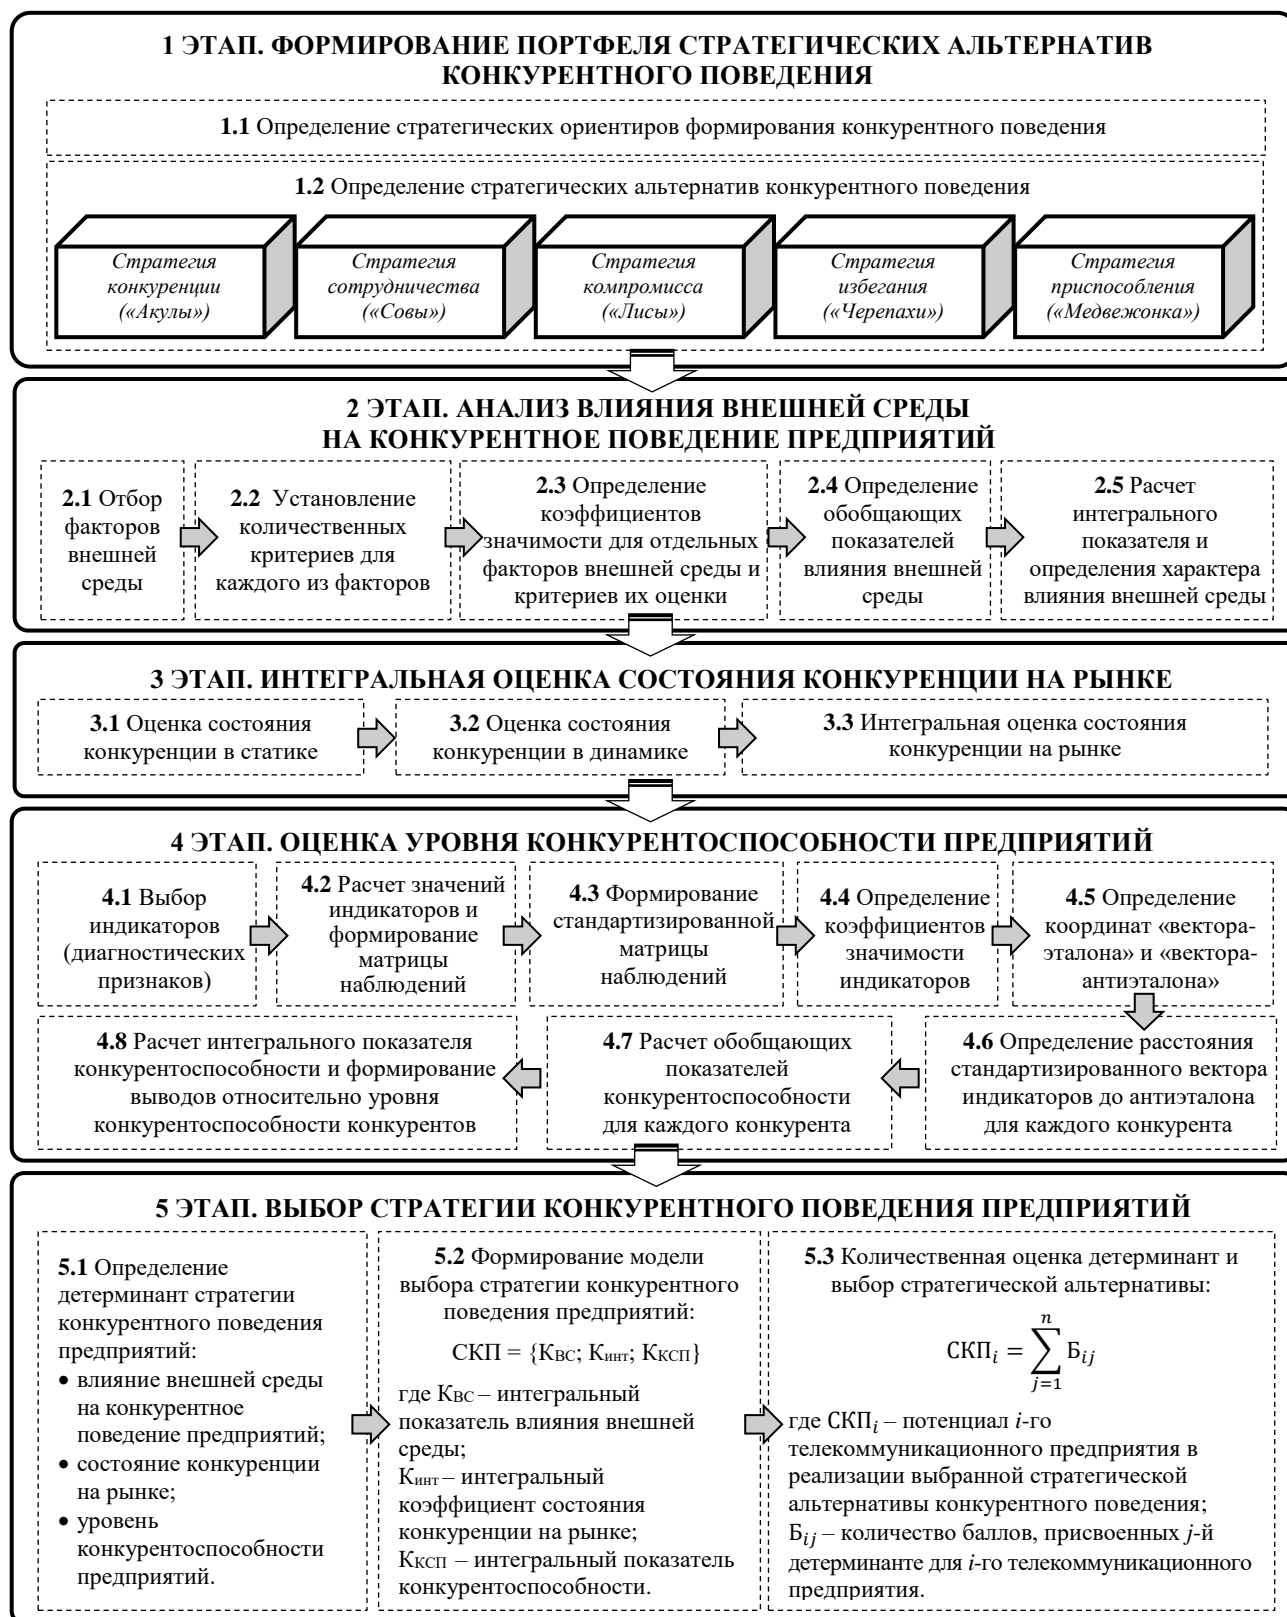 1 ЭТАП. ФОРМИРОВАНИЕ ПОРТФЕЛЯ СТРАТЕГИЧЕСКИХ АЛЬТЕРНАТИВ
КОНКУРЕНТНОГО ПОВЕДЕНИЯ
1.1 Определение стратегических ориентиров формирования конкурентного поведения
1.2 Определение стратегических альтернатив конкурентного поведения
Стратегия
конкуренции
(«Акулы»)
Стратегия
сотрудничества
(«Совы»)
Стратегия
компромисса
(«Лисы»)
Стратегия
избегания
(«Черепахи»)
Стратегия
приспособления
(«Медвежонка»)
2 ЭТАП. АНАЛИЗ ВЛИЯНИЯ ВНЕШНЕЙ СРЕДЫ
НА КОНКУРЕНТНОЕ ПОВЕДЕНИЕ ПРЕДПРИЯТИЙ
2.1 Отбор
факторов
внешней
среды
2.2 Установление
количественных
критериев для
каждого из факторов
2.3 Определение
коэффициентов
значимости для отдельных
факторов внешней среды и
критериев их оценки
2.4 Определение
обобщающих
показателей
влияния внешней
среды
2.5 Расчет
интегрального
показателя и
определения характера
влияния внешней среды
3 ЭТАП. ИНТЕГРАЛЬНАЯ ОЦЕНКА СОСТОЯНИЯ КОНКУРЕНЦИИ НА РЫНКЕ
3.1 Оценка состояния
конкуренции в статике
3.2 Оценка состояния
конкуренции в динамике
3.3 Интегральная оценка состояния
конкуренции на рынке
4 ЭТАП. ОЦЕНКА УРОВНЯ КОНКУРЕНТОСПОСОБНОСТИ ПРЕДПРИЯТИЙ
4.1 Выбор
индикаторов
(диагностических
признаков)
4.2 Расчет значений
индикаторов и
формирование
матрицы
наблюдений
4.3 Формирование
стандартизированной
матрицы
наблюдений
4.4 Определение
коэффициентов
значимости
индикаторов
4.5 Определение
координат «вектора-
эталона» и «вектора-
антиэталона»
4.6 Определение расстояния
стандартизированного вектора
индикаторов до антиэталона
для каждого конкурента
4.7 Расчет обобщающих
показателей
конкурентоспособности
для каждого конкурента
4.8 Расчет интегрального показателя
конкурентоспособности и формирование
выводов относительно уровня
конкурентоспособности конкурентов
5 ЭТАП. ВЫБОР СТРАТЕГИИ КОНКУРЕНТНОГО ПОВЕДЕНИЯ ПРЕДПРИЯТИЙ
5.1 Определение
детерминант стратегии
конкурентного поведения
предприятий:
• влияние внешней среды
на конкурентное
поведение предприятий;
• состояние конкуренции
на рынке;
• уровень
конкурентоспособности
предприятий.
5.2 Формирование модели
выбора стратегии конкурентного
поведения предприятий:
СКП = {КВС; Кинт; ККСП}
где КВС – интегральный
показатель влияния внешней
среды;
Кинт – интегральный
коэффициент состояния
конкуренции на рынке;
ККСП – интегральный показатель
конкурентоспособности.
5.3 Количественная оценка детерминант и
выбор стратегической альтернативы:
СКПᵢ = ∑ⁿⱼ₌₁ Бᵢⱼ
где СКПᵢ – потенциал i-го
телекоммуникационного предприятия в
реализации выбранной стратегической
альтернативы конкурентного поведения;
Бᵢⱼ – количество баллов, присвоенных j-й
детерминанте для i-го телекоммуникационного
предприятия.